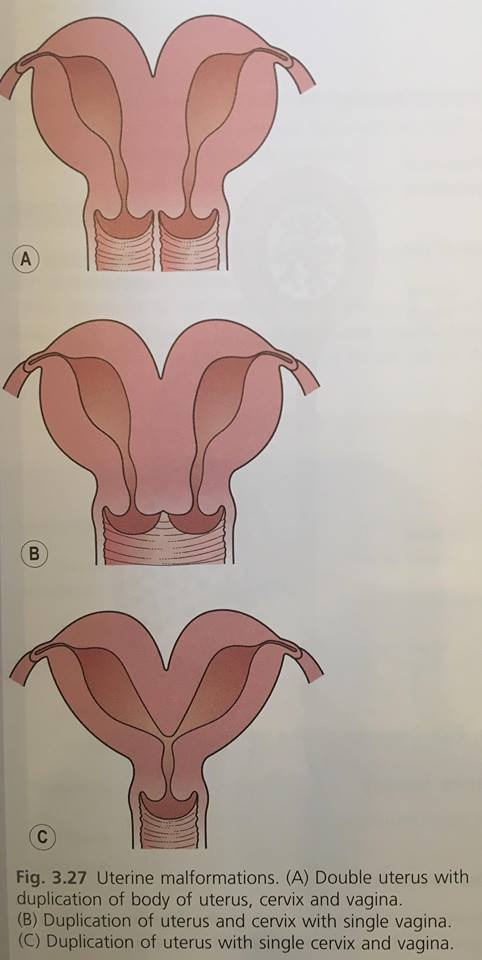 A
B
C
Fig. 3.27 Uterine malformations. (A) Double uterus with
duplication of body of uterus, cervix and vagina.
(B) Duplication of uterus and cervix with single vagina.
(C) Duplication of uterus with single cervix and vagina.